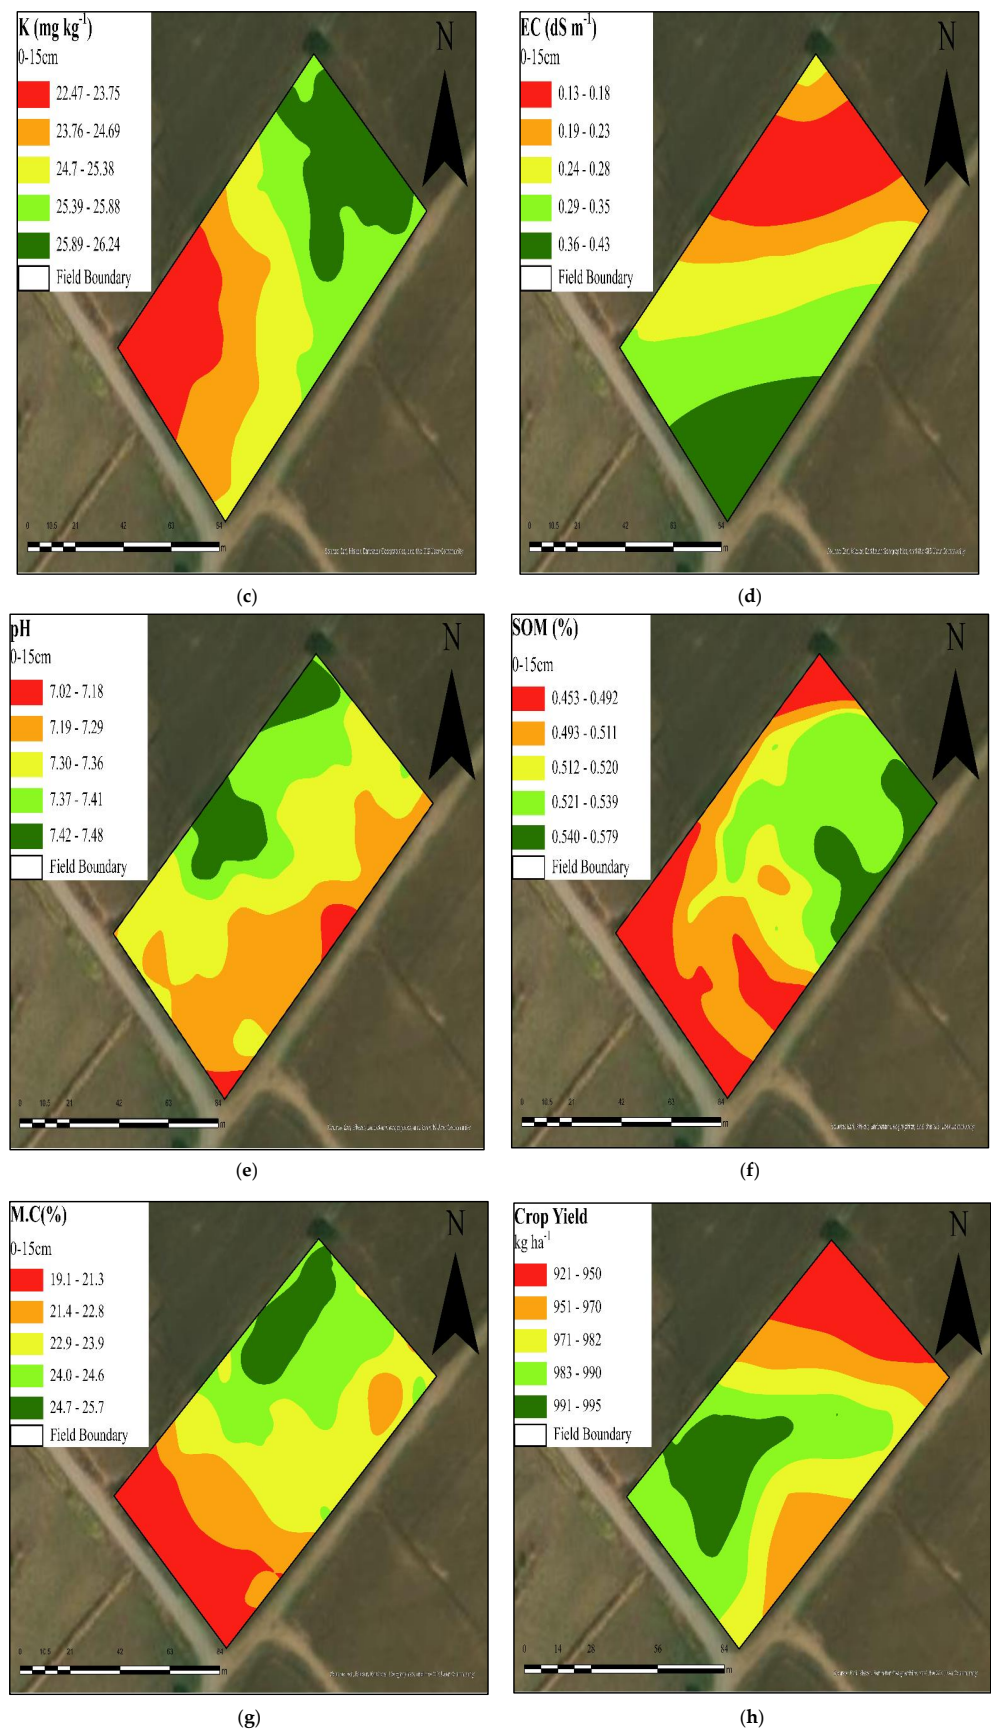 K (mg kg-1)
0-15cm
22.47 - 23.75
23.76 - 24.69
24.7 - 25.38
25.39 - 25.88
25.89 - 26.24
Field Boundary
N
0 10.5 21 42 63 84
m
(c)
EC (dS m-1)
0-15cm
0.13 - 0.18
0.19 - 0.23
0.24 - 0.28
0.29 - 0.35
0.36 - 0.43
Field Boundary
N
0 10.5 21 42 63 84
m
(d)
pH
0-15cm
7.02 - 7.18
7.19 - 7.29
7.30 - 7.36
7.37 - 7.41
7.42 - 7.48
Field Boundary
N
0 10.5 21 42 63 84
m
(e)
SOM (%)
0-15cm
0.453 - 0.492
0.493 - 0.511
0.512 - 0.520
0.521 - 0.539
0.540 - 0.579
Field Boundary
N
0 10.5 21 42 63 84
m
(f)
M.C(%)
0-15cm
19.1 - 21.3
21.4 - 22.8
22.9 - 23.9
24.0 - 24.6
24.7 - 25.7
Field Boundary
N
0 10.5 21 42 63 84
m
(g)
Crop Yield
kg ha-1
921 - 950
951 - 970
971 - 982
983 - 990
991 - 995
Field Boundary
N
0 14 28 56 84
m
(h)